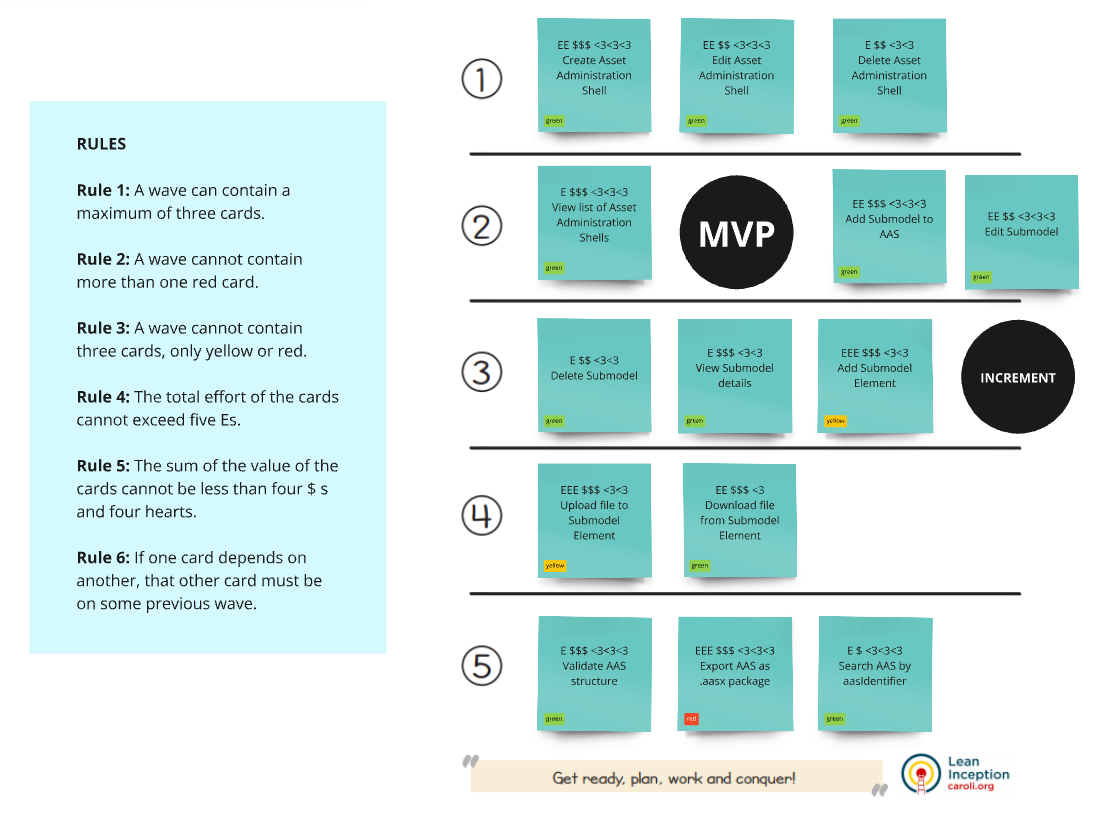 RULES
Rule 1: A wave can contain a
maximum of three cards.
Rule 2: A wave cannot contain
more than one red card.
Rule 3: A wave cannot contain
three cards, only yellow or red.
Rule 4: The total effort of the cards
cannot exceed five Es.
Rule 5: The sum of the value of the
cards cannot be less than four $ s
and four hearts.
Rule 6: If one card depends on
another, that other card must be
on some previous wave.
1
EE $$$ <3<3<3
Create Asset
Administration
Shell
green
EE $$ <3<3<3
Edit Asset
Administration
Shell
green
E $$ <3<3
Delete Asset
Administration
Shell
green
2
E $$$ <3<3<3
View list of Asset
Administration
Shells
green
MVP
EE $$$ <3<3<3
Add Submodel to
AAS
green
EE $$ <3<3<3
Edit Submodel
green
3
E $$ <3<3
Delete Submodel
green
E $$$ <3<3
View Submodel
details
green
EEE $$$ <3<3
Add Submodel
Element
yellow
INCREMENT
4
EEE $$$ <3<3
Upload file to
Submodel
Element
yellow
EE $$$ <3
Download file
from Submodel
Element
green
5
E $$$ <3<3<3
Validate AAS
structure
green
EEE $$$ <3<3<3
Export AAS as
.aasx package
red
E $ <3<3<3
Search AAS by
aasIdentifier
green
" Get ready, plan, work and conquer! "
Lean
Inception
caroli.org